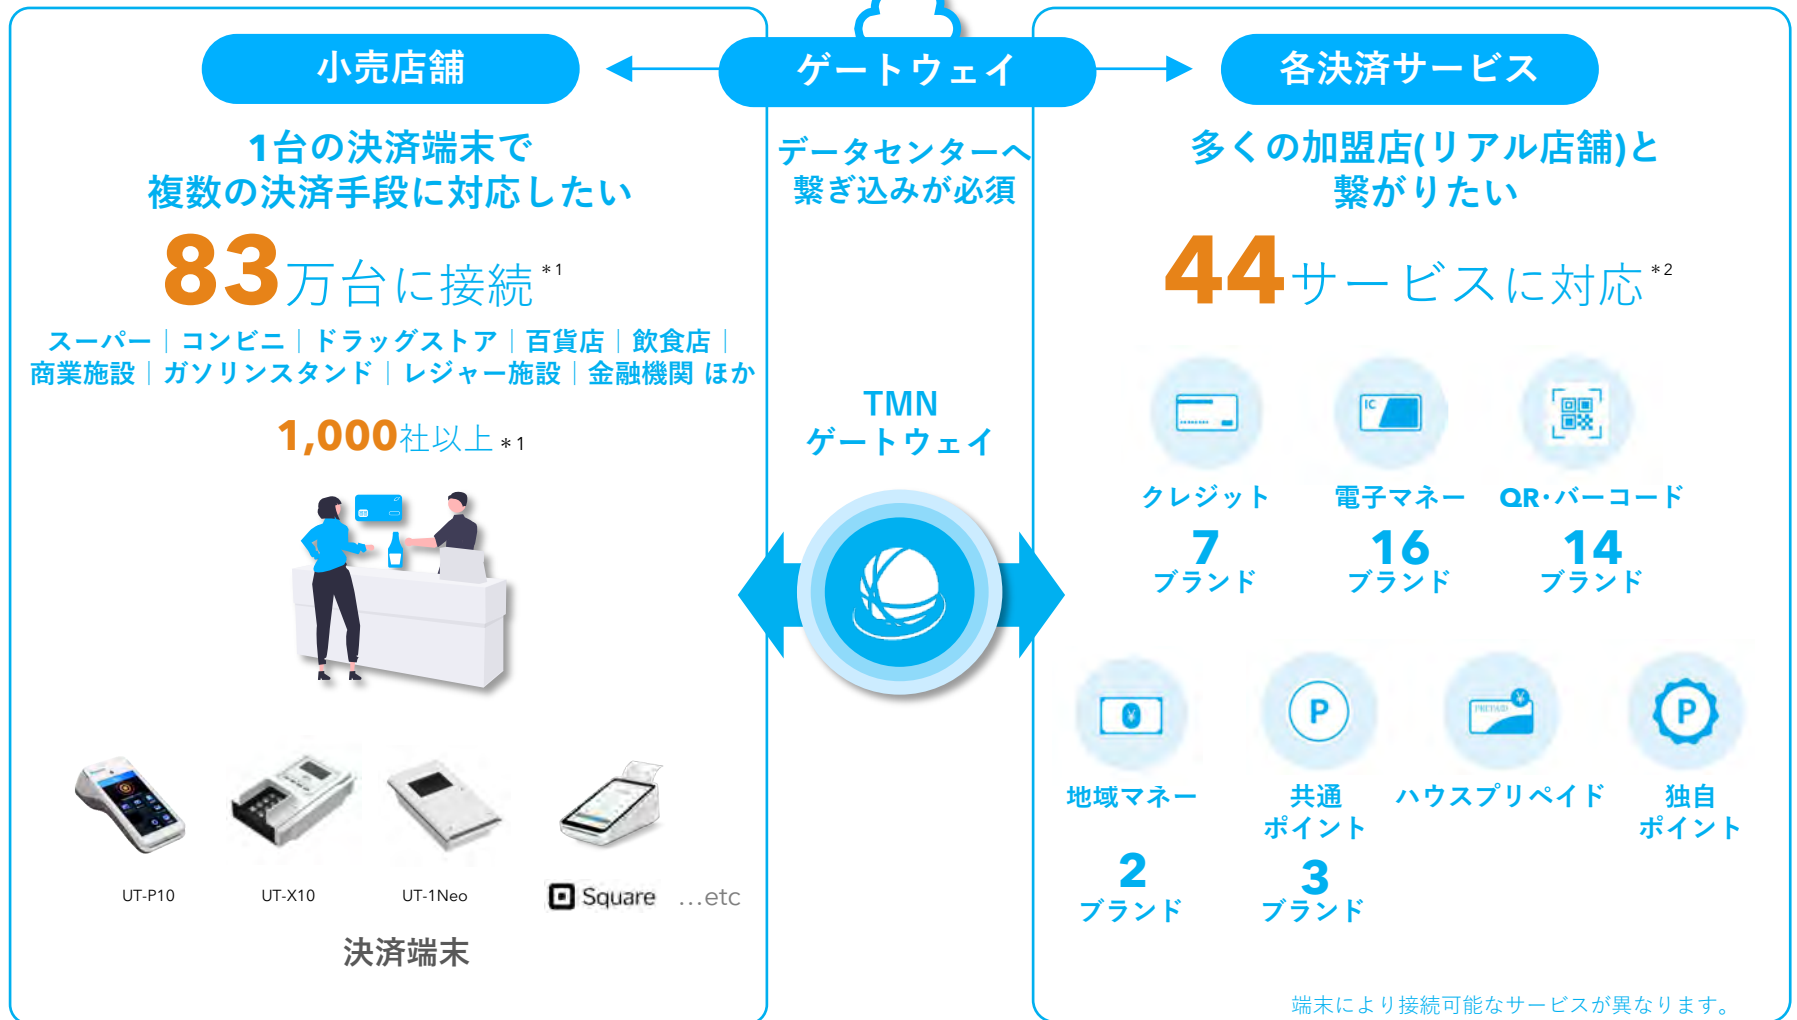 小売店舗
ゲートウェイ
各決済サービス
1台の決済端末で
複数の決済手段に対応したい
83万台に接続 *1
スーパー｜コンビニ｜ドラッグストア｜百貨店｜飲食店｜
商業施設｜ガソリンスタンド｜レジャー施設｜金融機関 ほか
1,000社以上 *1
UT-P10
UT-X10
UT-1Neo
Square …etc
決済端末
データセンターへ
繋ぎ込みが必須
TMN
ゲートウェイ
多くの加盟店(リアル店舗)と
繋がりたい
44サービスに対応 *2
IC
クレジット
電子マネー
QR・バーコード
7
ブランド
16
ブランド
14
ブランド
¥
P
PREPAID
¥
P
地域マネー
共通
ポイント
ハウスプリペイド
独自
ポイント
2
ブランド
3
ブランド
端末により接続可能なサービスが異なります。